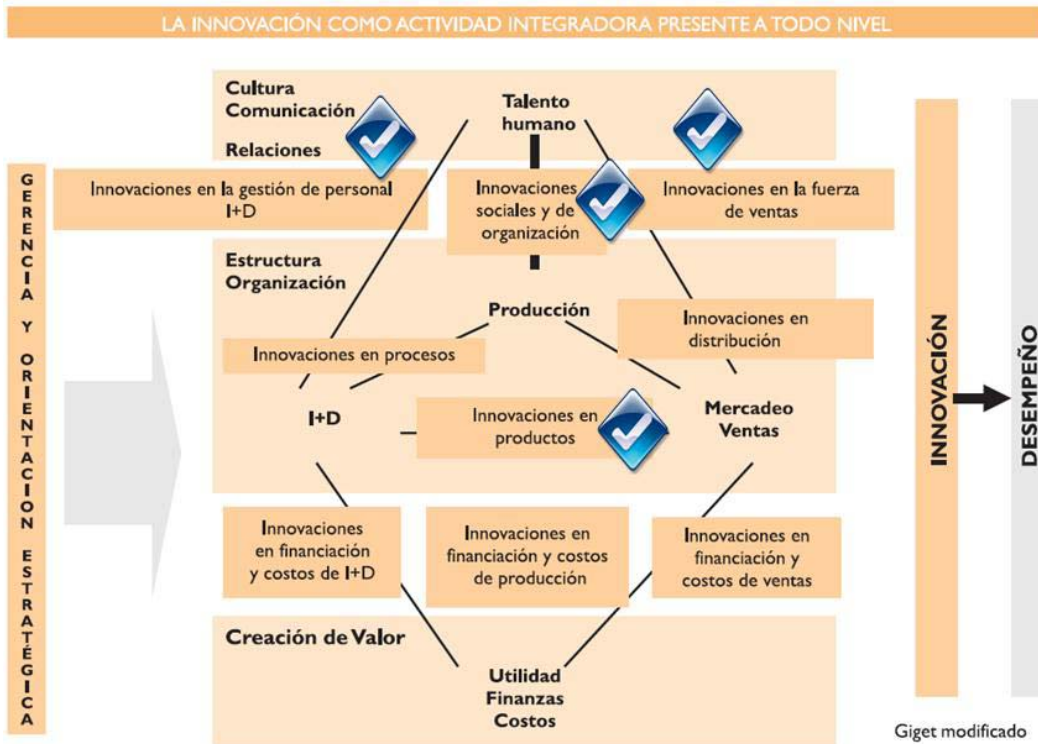 LA INNOVACIÓN COMO ACTIVIDAD INTEGRADORA PRESENTE A TODO NIVEL
GERENCIA Y ORIENTACION ESTRATÉGICA
Cultura
Comunicación
Relaciones
Talento
humano
Innovaciones en la gestión de personal
I+D
Innovaciones
sociales y de
organización
Innovaciones en la fuerza
de ventas
Estructura
Organización
Producción
Innovaciones en procesos
Innovaciones en
distribución
I+D
Innovaciones en
productos
Mercadeo
Ventas
Innovaciones
en financiación
y costos de I+D
Innovaciones en
financiación y costos
de producción
Innovaciones en
financiación y
costos de ventas
Creación de Valor
Utilidad
Finanzas
Costos
INNOVACIÓN
DESEMPEÑO
Giget modificado